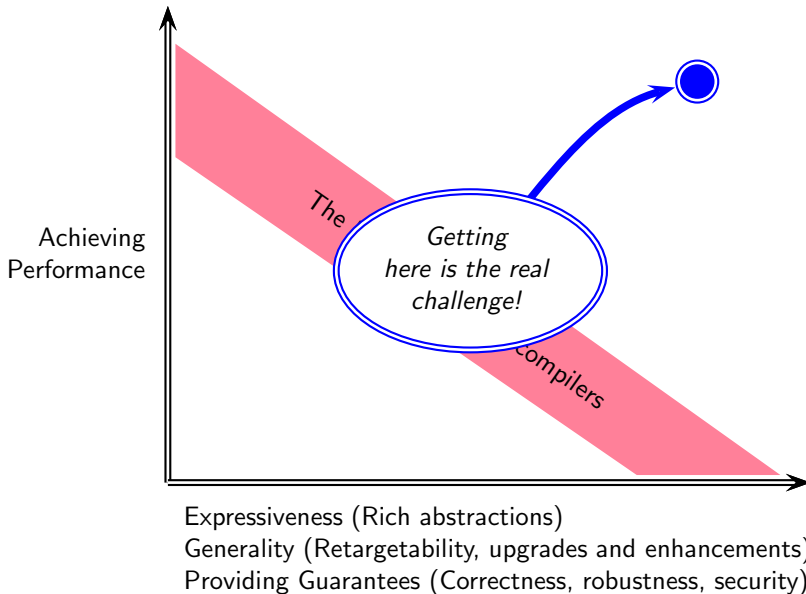 Achieving
Performance
The
Getting
here is the real
challenge!
compilers
Expressiveness (Rich abstractions)
Generality (Retargetability, upgrades and enhancements)
Providing Guarantees (Correctness, robustness, security)